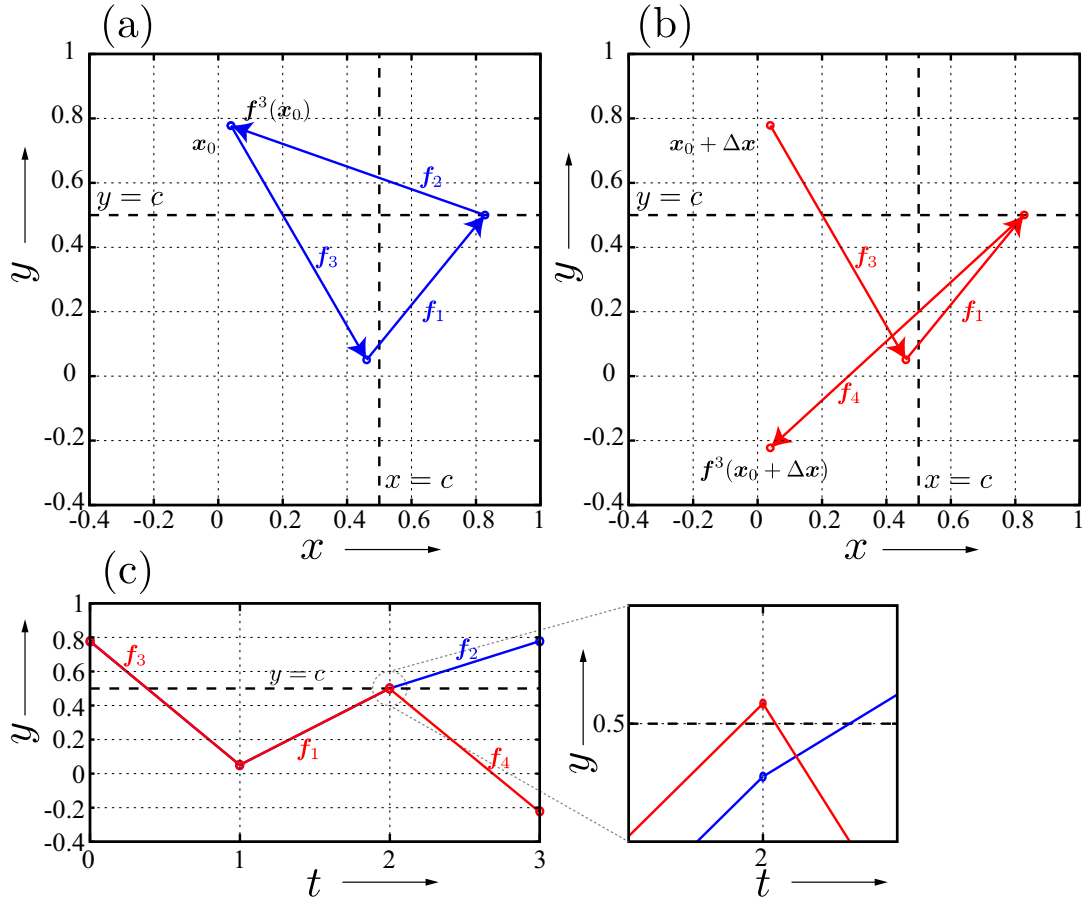 (a)
1
0.8
0.6
0.4
0.2
0
-0.2
-0.4
-0.4 -0.2 0 0.2 0.4 0.6 0.8 1
y
x
f³(x₀)
x₀
f₂
y = c
f₃
f₁
x = c
(b)
1
0.8
0.6
0.4
0.2
0
-0.2
-0.4
-0.4 -0.2 0 0.2 0.4 0.6 0.8 1
y
x
x₀ + Δx
y = c
f₃
f₁
f₄
f³(x₀ + Δx)
x = c
(c)
1
0.8
0.6
0.4
0.2
0
-0.2
-0.4
0 1 2 3
y
t
f₃
f₂
y = c
f₁
f₄
0.5
y
2
t